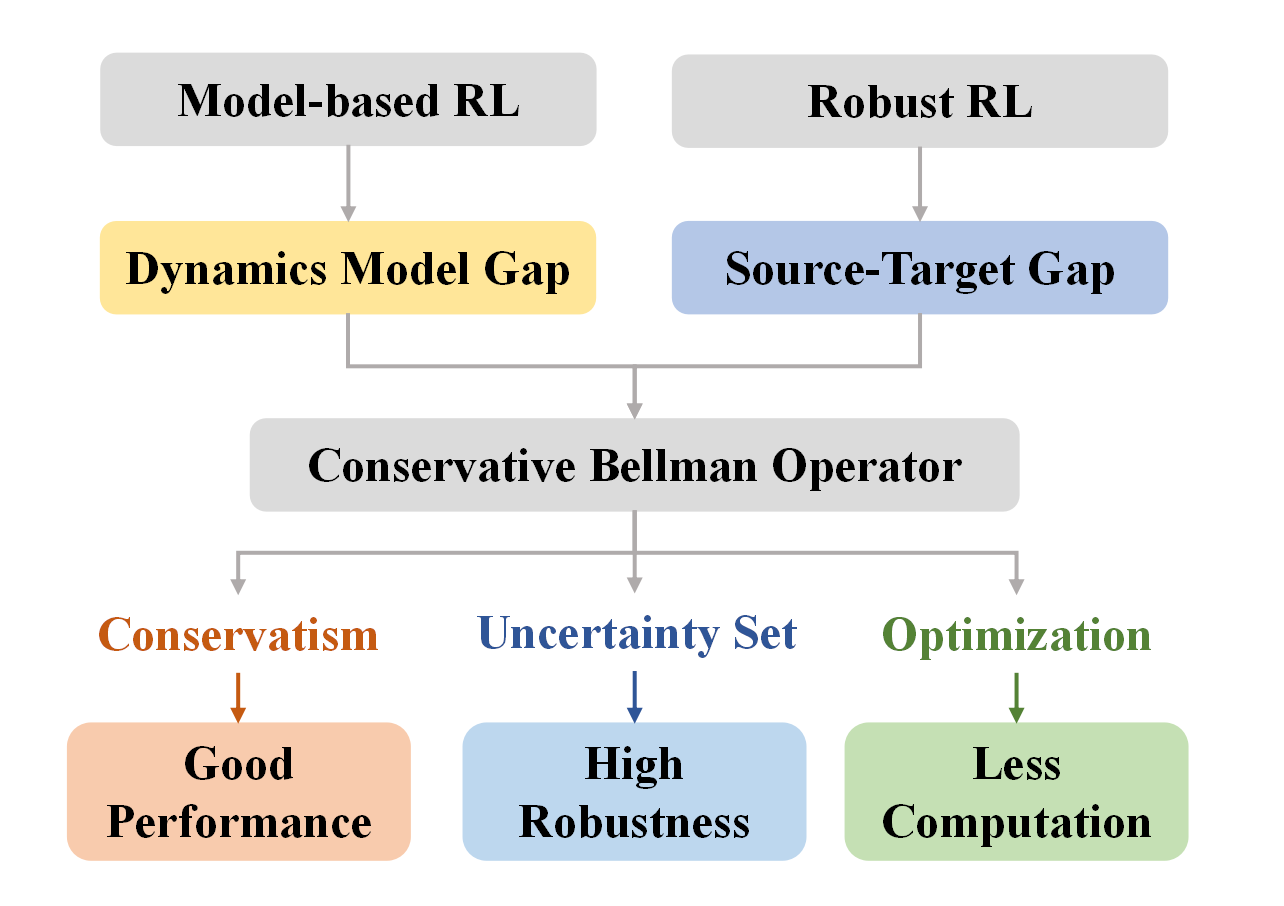 Model-based RL
Robust RL
Dynamics Model Gap
Source-Target Gap
Conservative Bellman Operator
Conservatism
Uncertainty Set
Optimization
Good
Performance
High
Robustness
Less
Computation